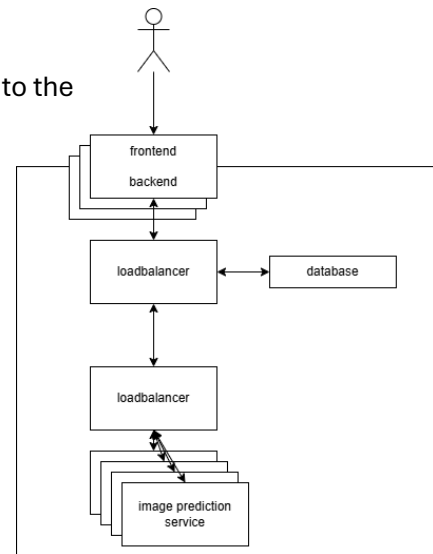 to the
frontend
backend
loadbalancer
database
loadbalancer
image prediction
service